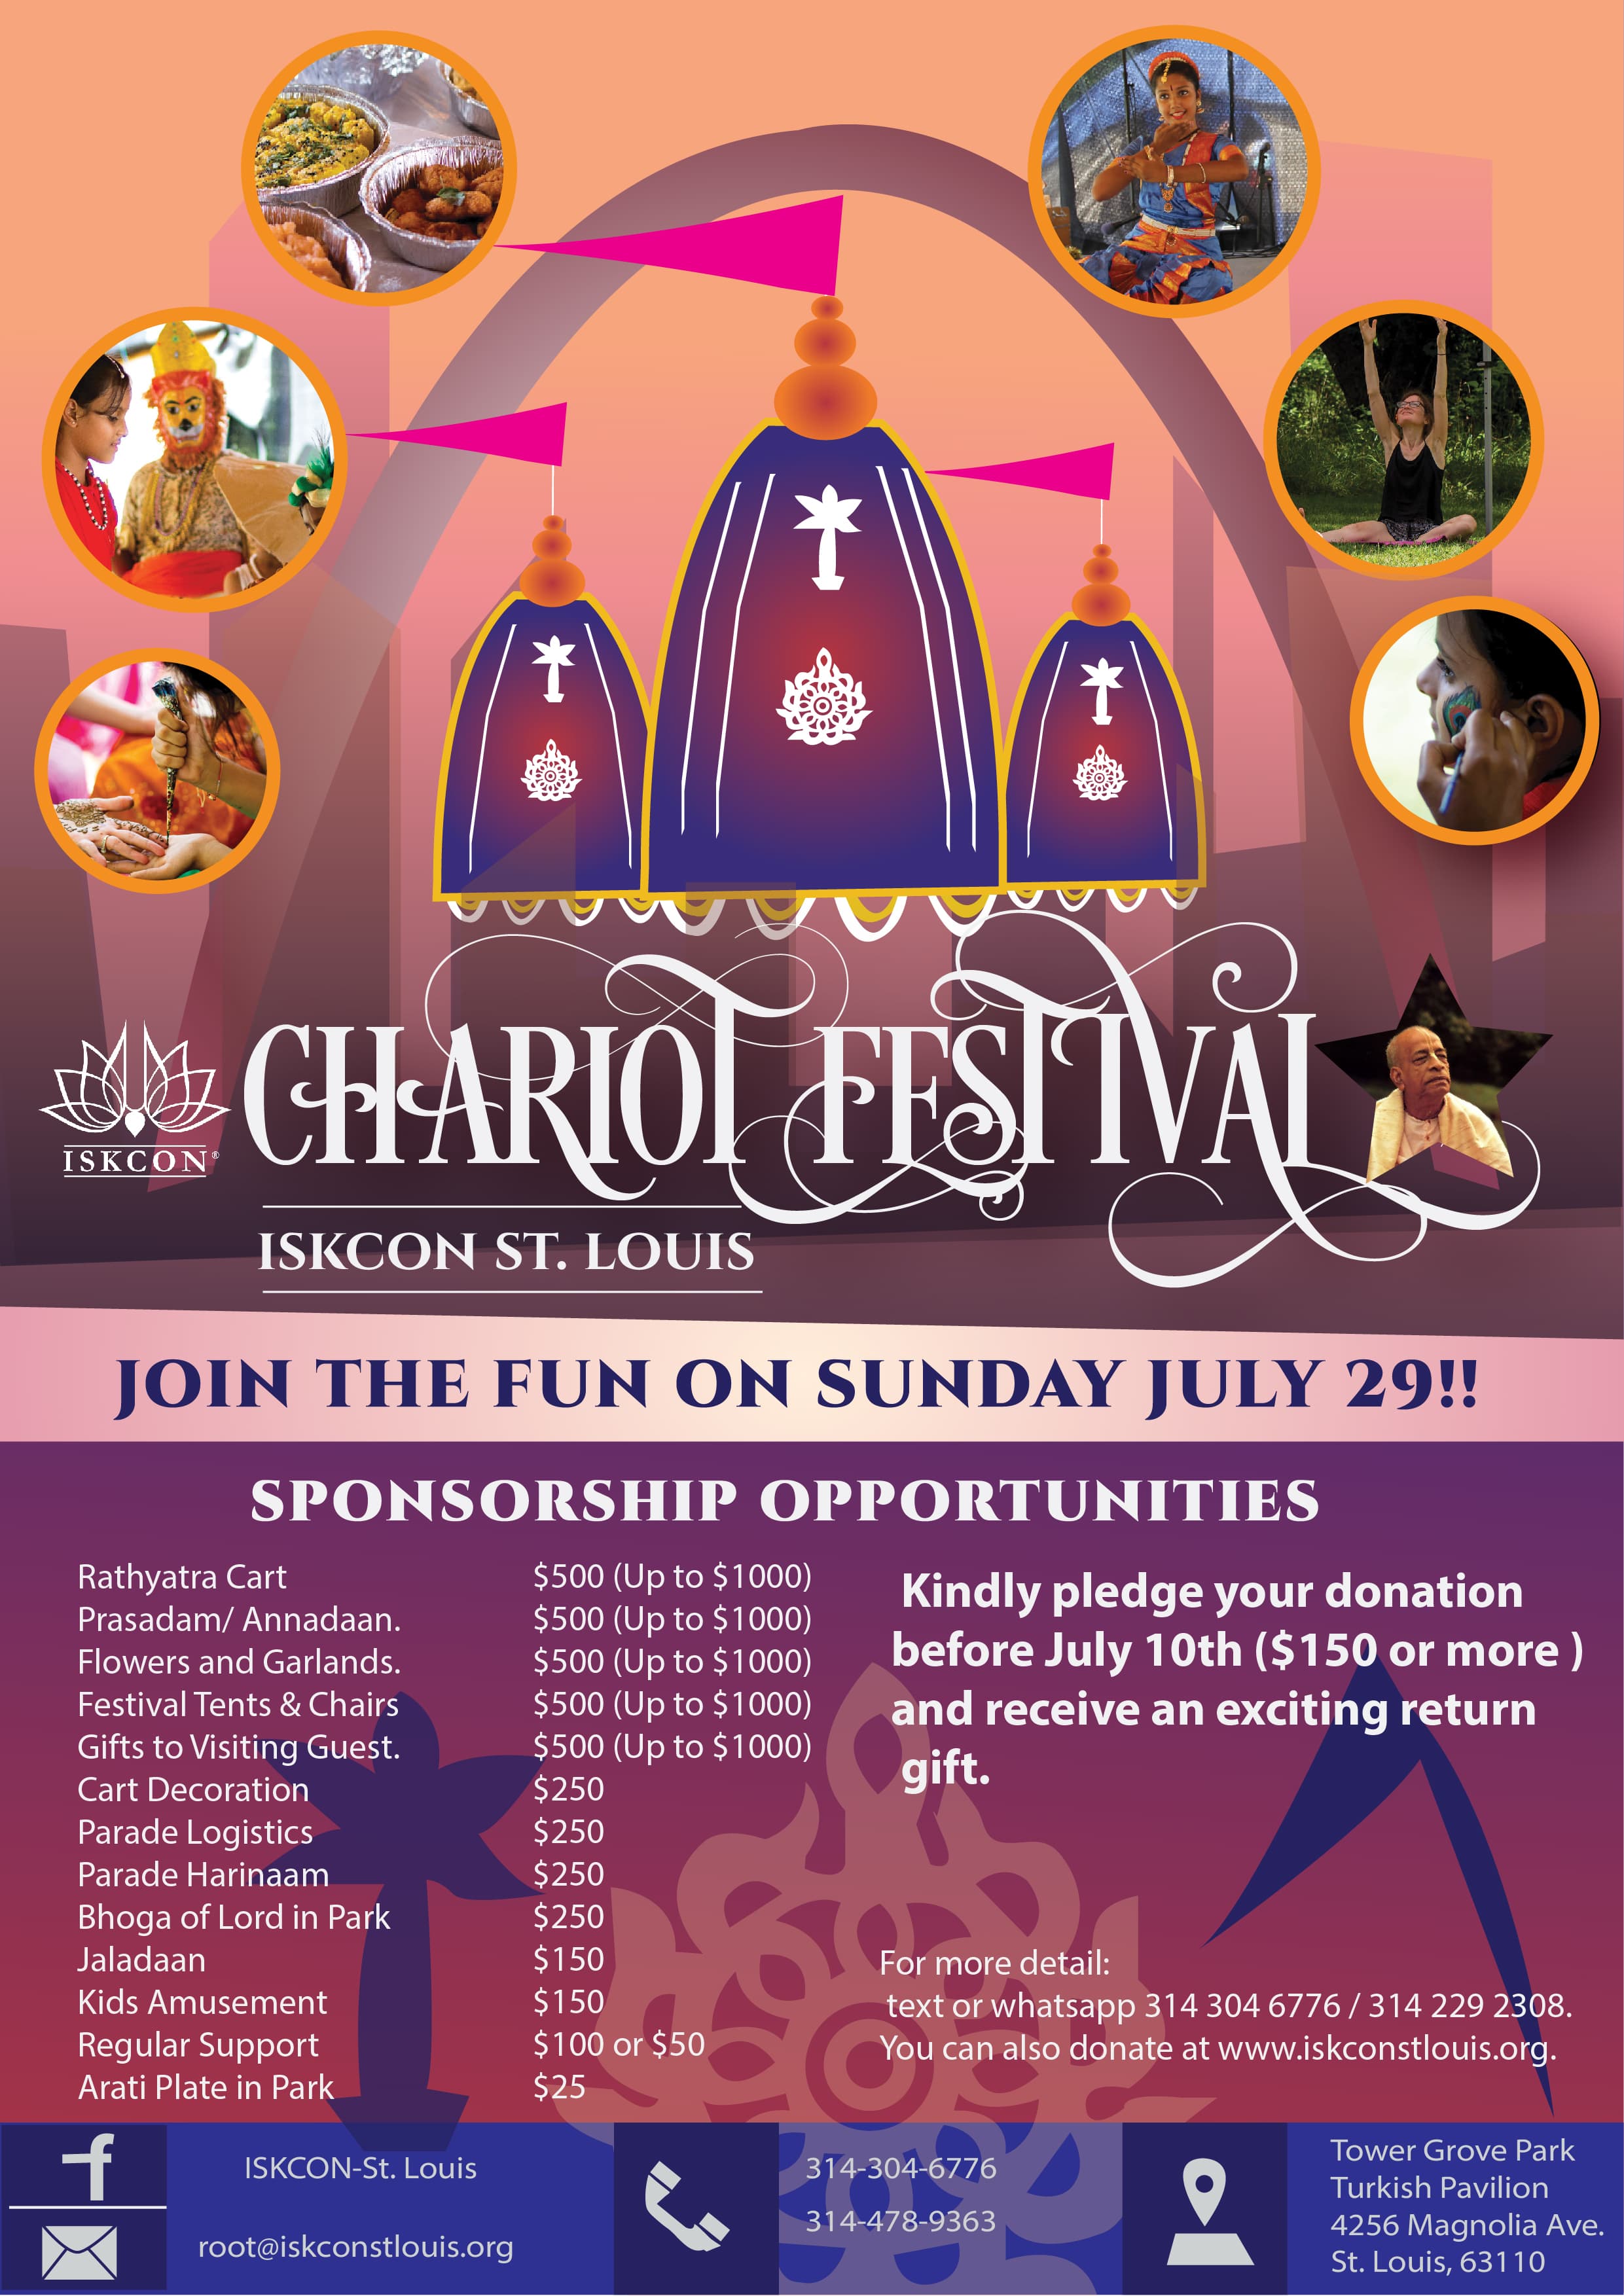 ISKCON®
CHARIOT FESTIVAL
ISKCON ST. LOUIS
JOIN THE FUN ON SUNDAY JULY 29!!
SPONSORSHIP OPPORTUNITIES
Rathyatra Cart $500 (Up to $1000)
Prasadam/ Annadaan. $500 (Up to $1000)
Flowers and Garlands. $500 (Up to $1000)
Festival Tents & Chairs $500 (Up to $1000)
Gifts to Visiting Guest. $500 (Up to $1000)
Cart Decoration $250
Parade Logistics $250
Parade Harinaam $250
Bhoga of Lord in Park $250
Jaladaan $150
Kids Amusement $150
Regular Support $100 or $50
Arati Plate in Park $25
Kindly pledge your donation
before July 10th ($150 or more )
and receive an exciting return
gift.
For more detail:
text or whatsapp 314 304 6776 / 314 229 2308.
You can also donate at www.iskconstlouis.org.
ISKCON-St. Louis
root@iskconstlouis.org
314-304-6776
314-478-9363
Tower Grove Park
Turkish Pavilion
4256 Magnolia Ave.
St. Louis, 63110